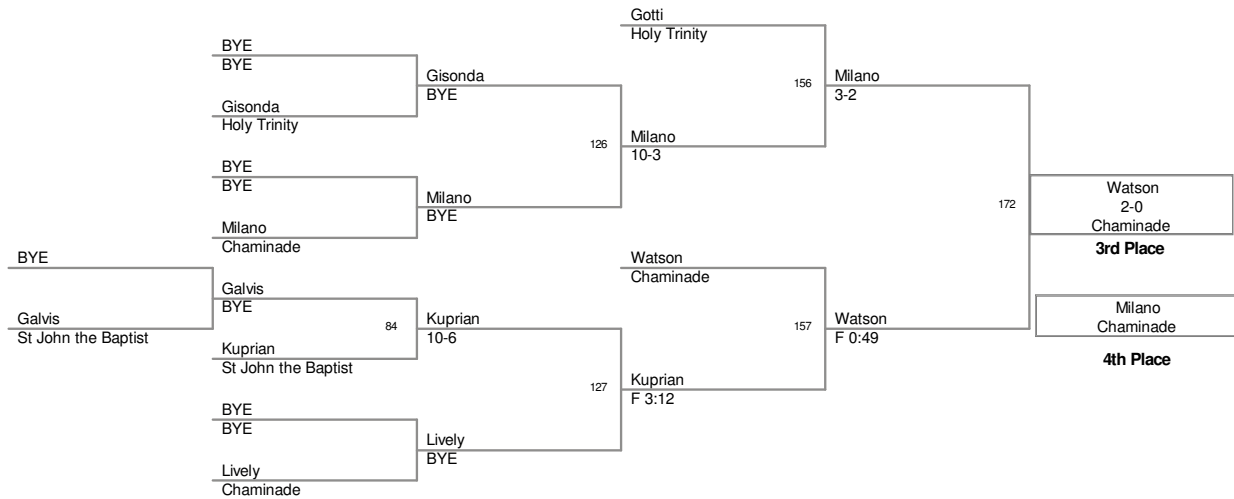 BYE
Galvis
St John the Baptist
BYE
BYE
Gisonda
Holy Trinity
BYE
BYE
Milano
Chaminade
Galvis
BYE
84
Kuprian
St John the Baptist
BYE
BYE
Lively
Chaminade
Gisonda
BYE
126
Milano
BYE
Kuprian
10-6
127
Lively
BYE
Gotti
Holy Trinity
156
Milano
10-3
Watson
Chaminade
157
Kuprian
F 3:12
Milano
3-2
172
Watson
F 0:49
Watson
2-0
Chaminade
3rd Place
Milano
Chaminade
4th Place